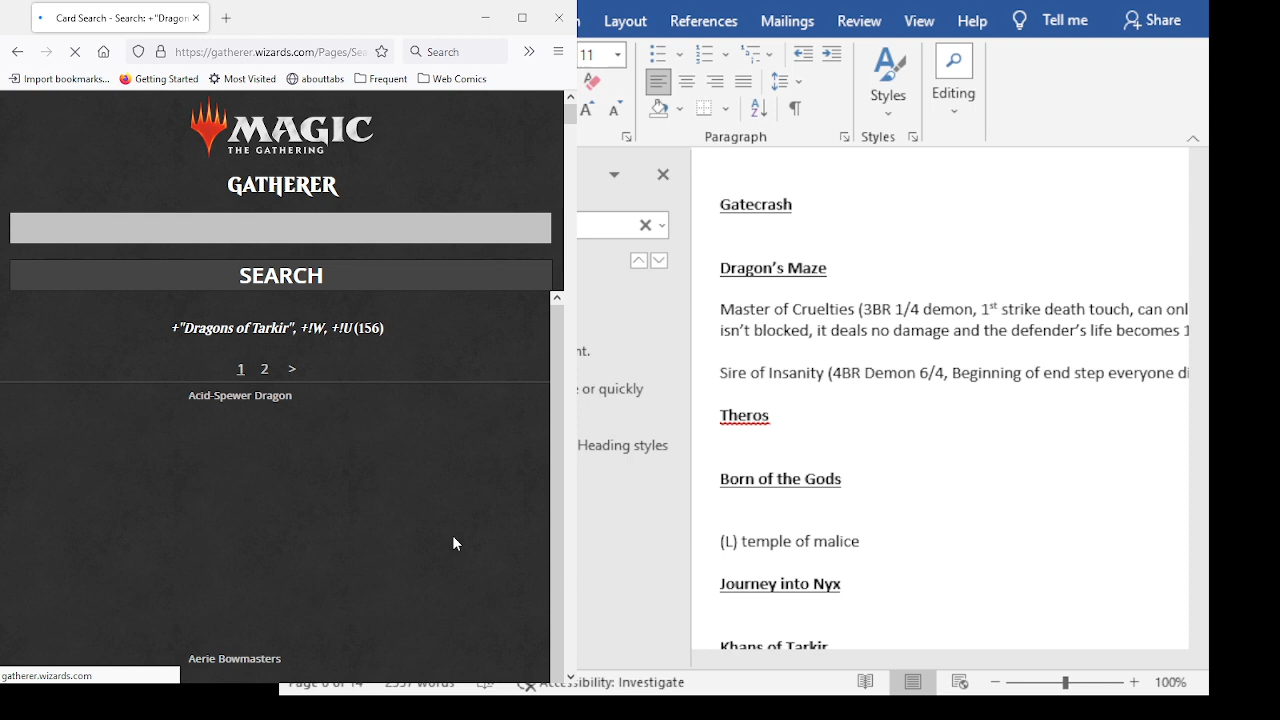 Card Search - Search: +"Dragon
https://gatherer.wizards.com/Pages/Sea
Search
Import bookmarks...
Getting Started
Most Visited
abouttabs
Frequent
Web Comics
MAGIC
THE GATHERING
GATHERER
SEARCH
+"Dragons of Tarkir", +!W, +!U (156)
1 2 >
Acid-Spewer Dragon
Aerie Bowmasters
gatherer.wizards.com
Layout References Mailings Review View Help Tell me Share
11
Styles
Editing
Paragraph
Styles
nt.
or quickly
Heading styles
Gatecrash
Dragon's Maze
Master of Cruelties (3BR 1/4 demon, 1st strike death touch, can onl
isn't blocked, it deals no damage and the defender's life becomes 1
Sire of Insanity (4BR Demon 6/4, Beginning of end step everyone di
Theros
Born of the Gods
(L) temple of malice
Journey into Nyx
Khans of Tarkir
Page 6 of 14 2557 words Accessibility: Investigate
100%